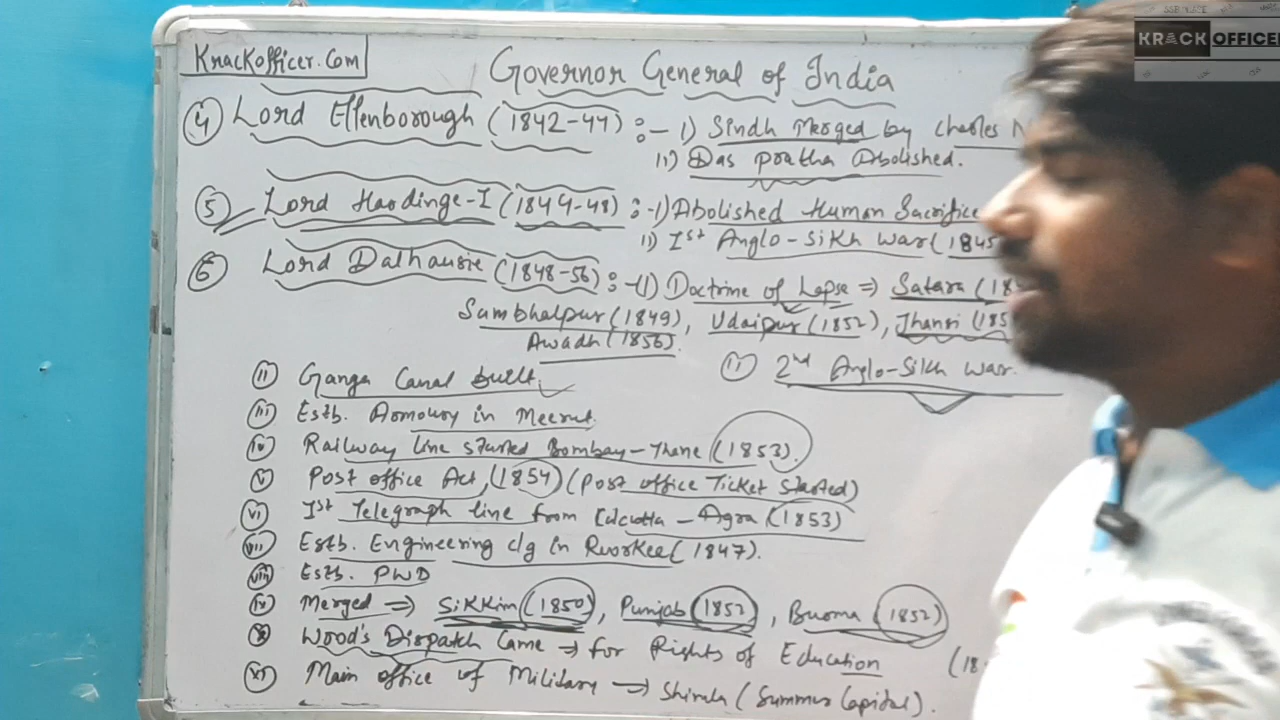 KRACK OFFICER
KrackOfficer.Com
Governor General of India
4 Lord Ellenborough (1842-44) :- i) Sindh Merged by Charles N
ii) Das pratha Abolished.
5 Lord Hardinge-I (1844-48) :- i) Abolished Human Sacrifice
ii) Ist Anglo-Sikh War (1845
6 Lord Dalhausie (1848-56) :- (i) Doctrine of Lapse ⇒ Satara (18
Sambhalpur (1849), Udaipur (1852), Jhansi (185
Awadh (1856).
(ii) 2nd Anglo-Sikh war.
(ii) Ganga Canal built
(iii) Estb. Armoury in Meerut.
(iv) Railway line started Bombay-Thane (1853).
(v) Post office Act, (1854) (Post office Ticket started)
(vi) Ist Telegraph line from Calcutta - Agra (1853)
(vii) Estb. Engineering clg in Roorkee (1847).
(viii) Estb. PWD
Merged ⇒ Sikkim (1850), Punjab (1852), Burma (1852)
Wood's Dispatch Came → for Rights of Education (18
(xi) Main office of Military → Shimla (Summer Capital).